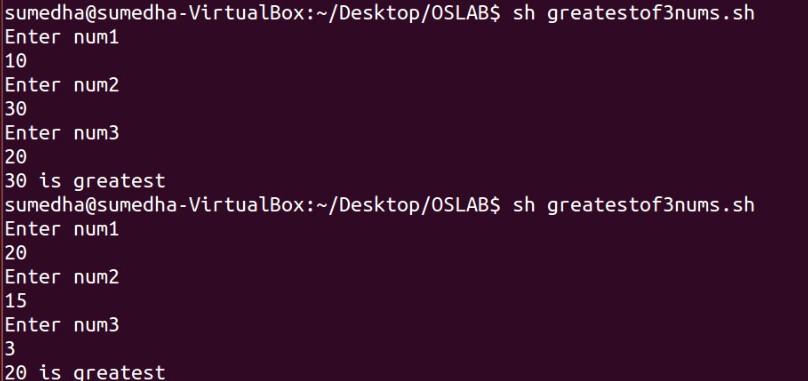 sumedha@sumedha-VirtualBox:~/Desktop/OSLAB$ sh greatestof3nums.sh
Enter num1
10
Enter num2
30
Enter num3
20
30 is greatest
sumedha@sumedha-VirtualBox:~/Desktop/OSLAB$ sh greatestof3nums.sh
Enter num1
20
Enter num2
15
Enter num3
3
20 is greatest